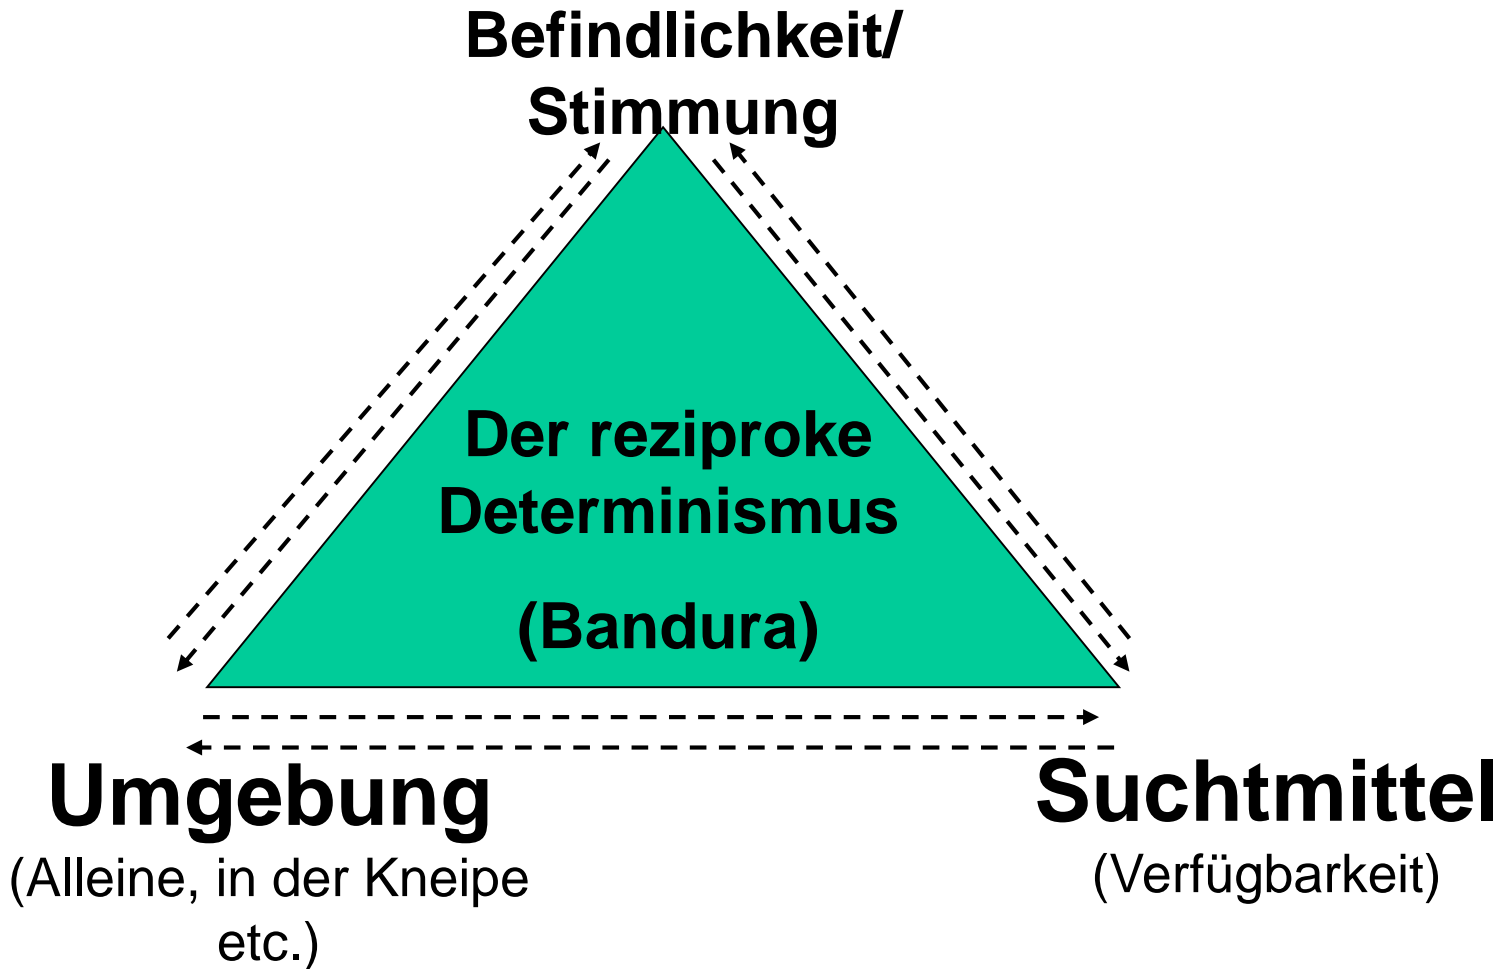 Befindlichkeit/
Stimmung
Der reziproke
Determinismus
(Bandura)
Umgebung
(Alleine, in der Kneipe
etc.)
Suchtmittel
(Verfügbarkeit)